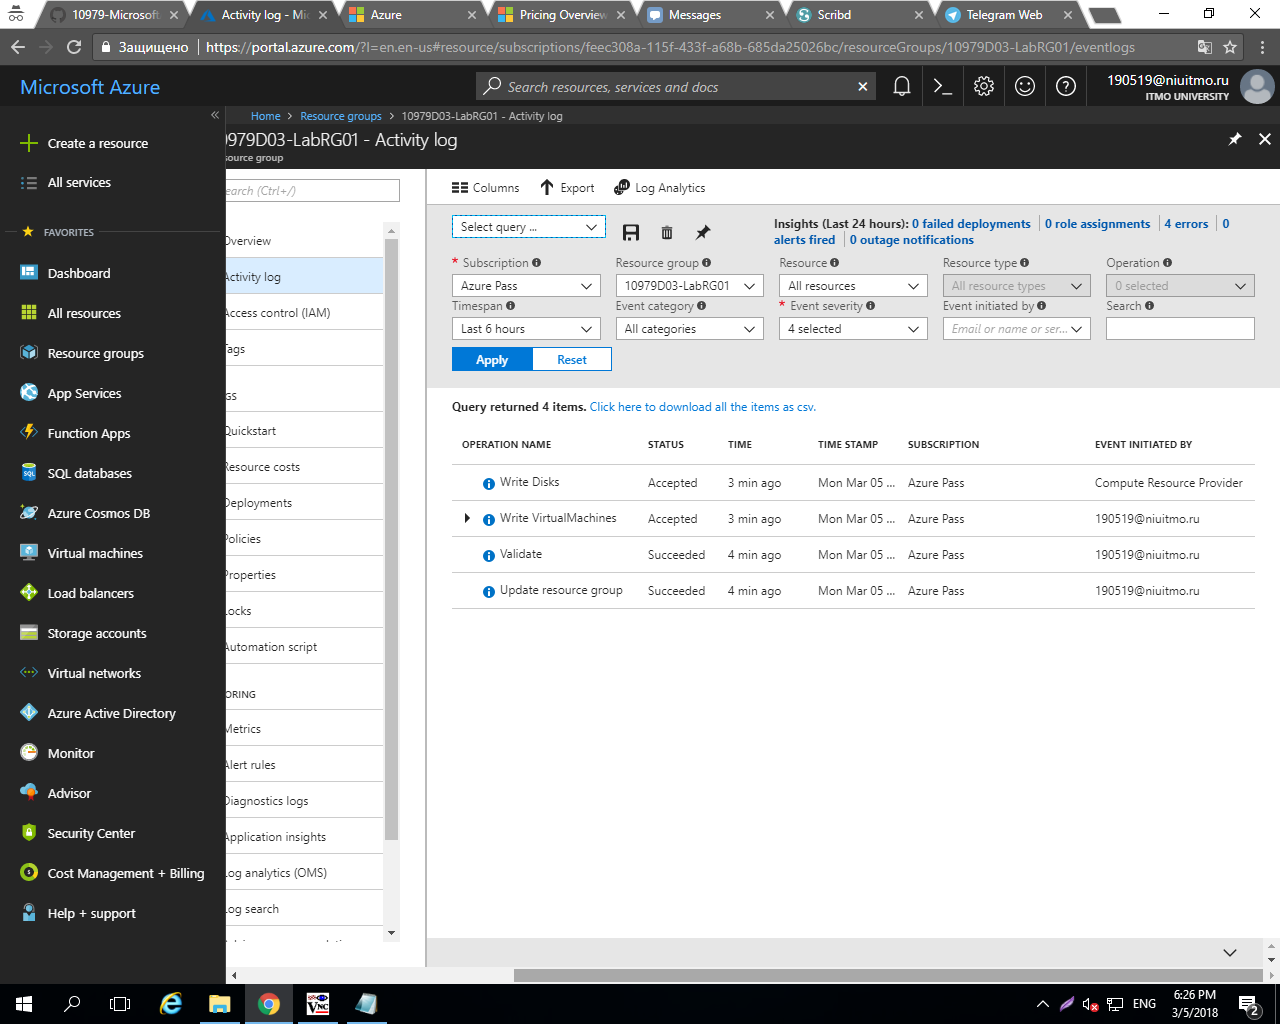 10979-Microsoft
Activity log - Mic
Azure
Pricing Overview
Messages
Scribd
Telegram Web
Защищено
https://portal.azure.com/?l=en.en-us#resource/subscriptions/feec308a-115f-433f-a68b-685da25026bc/resourceGroups/10979D03-LabRG01/eventlogs
Microsoft Azure
Search resources, services and docs
190519@niuitmo.ru
ITMO UNIVERSITY
Home > Resource groups > 10979D03-LabRG01 - Activity log
0979D03-LabRG01 - Activity log
source group
Create a resource
All services
FAVORITES
Dashboard
All resources
Resource groups
App Services
Function Apps
SQL databases
Azure Cosmos DB
Virtual machines
Load balancers
Storage accounts
Virtual networks
Azure Active Directory
Monitor
Advisor
Security Center
Cost Management + Billing
Help + support
earch (Ctrl+/)
Overview
Activity log
Access control (IAM)
Tags
GS
Quickstart
Resource costs
Deployments
Policies
Properties
Locks
Automation script
ORING
Metrics
Alert rules
Diagnostics logs
Application insights
Log analytics (OMS)
Log search
Columns
Export
Log Analytics
Select query ...
Insights (Last 24 hours): 0 failed deployments | 0 role assignments | 4 errors | 0
alerts fired | 0 outage notifications
* Subscription
Resource group
Resource
Resource type
Operation
Azure Pass
10979D03-LabRG01
All resources
All resource types
0 selected
Timespan
Event category
* Event severity
Event initiated by
Search
Last 6 hours
All categories
4 selected
Email or name or ser...
Apply
Reset
Query returned 4 items. Click here to download all the items as csv.
OPERATION NAME STATUS TIME TIME STAMP SUBSCRIPTION EVENT INITIATED BY
Write Disks Accepted 3 min ago Mon Mar 05 ... Azure Pass Compute Resource Provider
Write VirtualMachines Accepted 3 min ago Mon Mar 05 ... Azure Pass 190519@niuitmo.ru
Validate Succeeded 4 min ago Mon Mar 05 ... Azure Pass 190519@niuitmo.ru
Update resource group Succeeded 4 min ago Mon Mar 05 ... Azure Pass 190519@niuitmo.ru
VNC
ENG
6:26 PM
3/5/2018
2